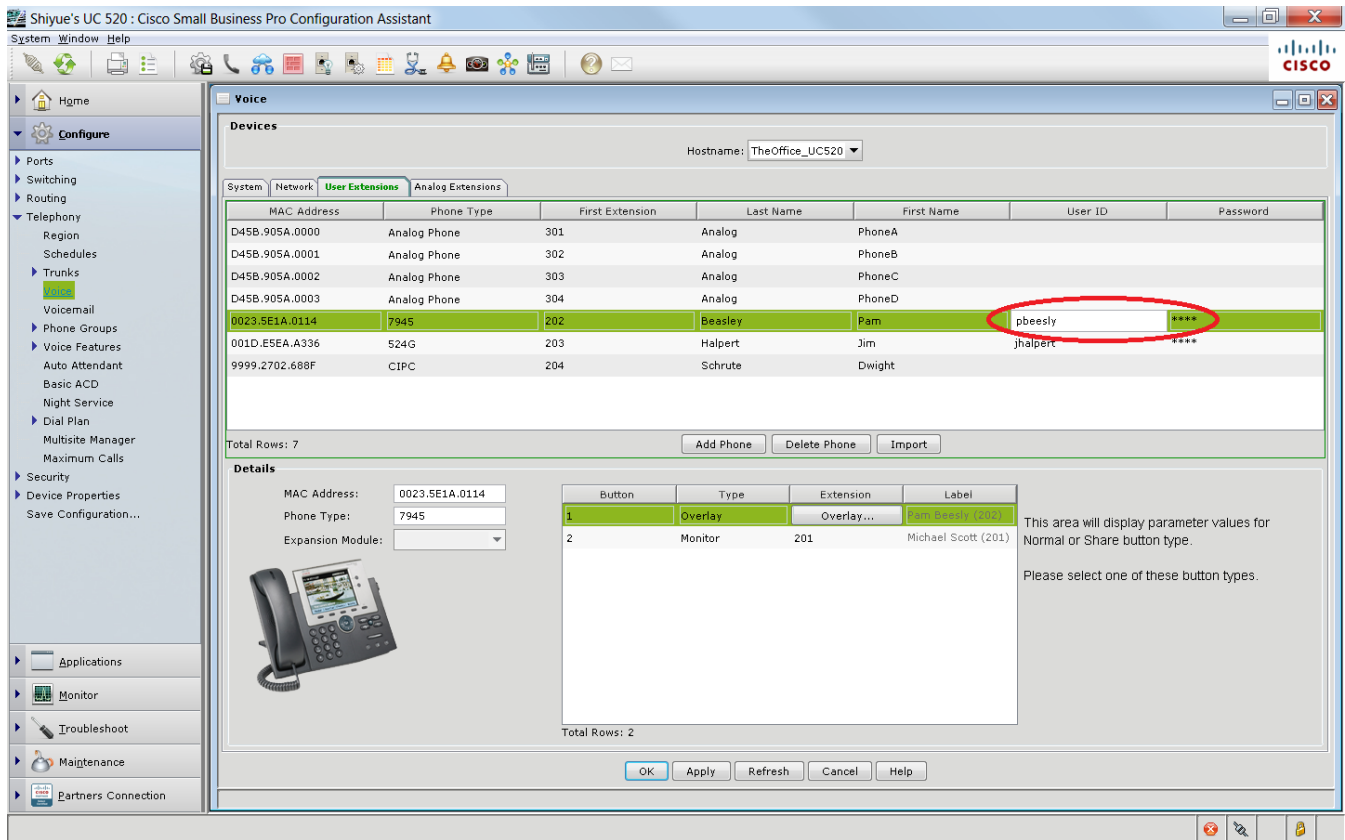 Shiyue's UC 520 : Cisco Small Business Pro Configuration Assistant
System Window Help
CISCO
Home
Configure
Ports
Switching
Routing
Telephony
Region
Schedules
Trunks
Voice
Voicemail
Phone Groups
Voice Features
Auto Attendant
Basic ACD
Night Service
Dial Plan
Multisite Manager
Maximum Calls
Security
Device Properties
Save Configuration...
Applications
Monitor
Troubleshoot
Maintenance
Partners Connection
Voice
Devices
Hostname: TheOffice_UC520
System Network User Extensions Analog Extensions
MAC Address Phone Type First Extension Last Name First Name User ID Password
D45B.905A.0000 Analog Phone 301 Analog PhoneA
D45B.905A.0001 Analog Phone 302 Analog PhoneB
D45B.905A.0002 Analog Phone 303 Analog PhoneC
D45B.905A.0003 Analog Phone 304 Analog PhoneD
0023.5E1A.0114 7945 202 Beasley Pam pbeesly ****
001D.E5EA.A336 524G 203 Halpert Jim jhalpert ****
9999.2702.688F CIPC 204 Schrute Dwight
Total Rows: 7 Add Phone Delete Phone Import
Details
MAC Address: 0023.5E1A.0114
Phone Type: 7945
Expansion Module:
Button Type Extension Label
1 Overlay Overlay... Pam Beesly (202)
2 Monitor 201 Michael Scott (201)
Total Rows: 2
This area will display parameter values for
Normal or Share button type.
Please select one of these button types.
OK Apply Refresh Cancel Help